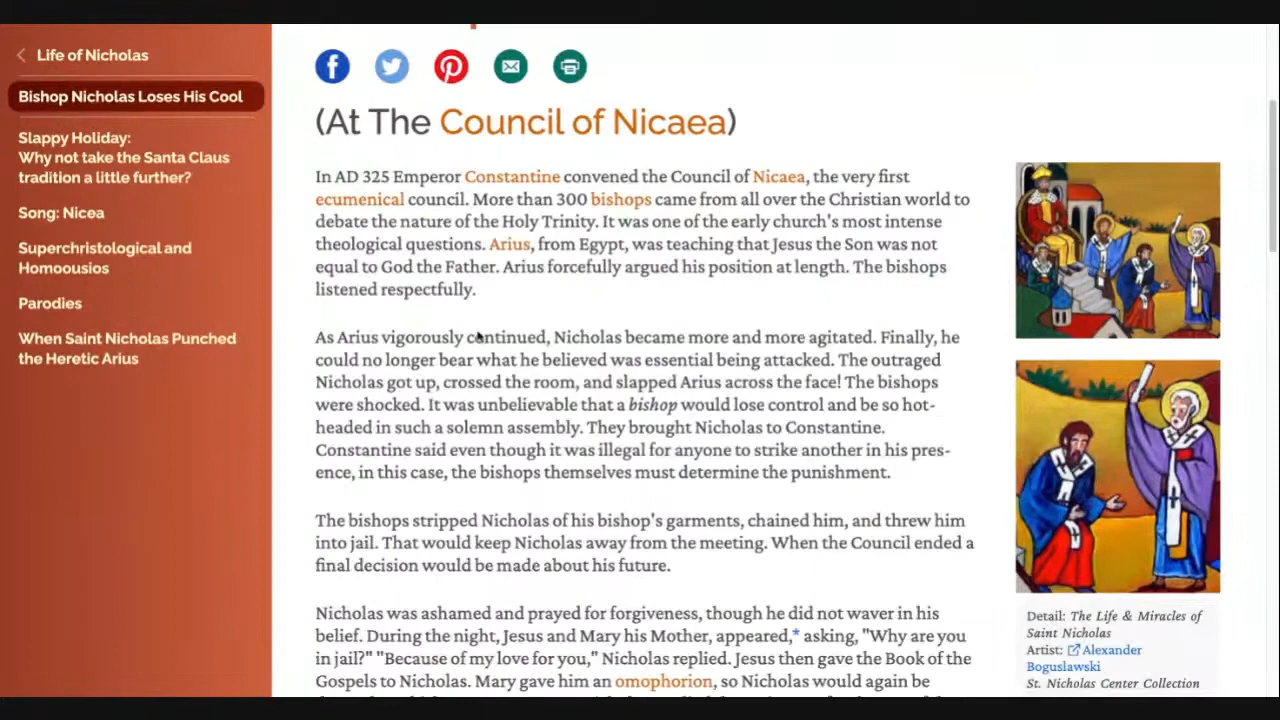 Life of Nicholas
Bishop Nicholas Loses His Cool
Slappy Holiday:
Why not take the Santa Claus
tradition a little further?
Song: Nicea
Superchristological and
Homoousios
Parodies
When Saint Nicholas Punched
the Heretic Arius
(At The Council of Nicaea)
In AD 325 Emperor Constantine convened the Council of Nicaea, the very first
ecumenical council. More than 300 bishops came from all over the Christian world to
debate the nature of the Holy Trinity. It was one of the early church's most intense
theological questions. Arius, from Egypt, was teaching that Jesus the Son was not
equal to God the Father. Arius forcefully argued his position at length. The bishops
listened respectfully.
As Arius vigorously continued, Nicholas became more and more agitated. Finally, he
could no longer bear what he believed was essential being attacked. The outraged
Nicholas got up, crossed the room, and slapped Arius across the face! The bishops
were shocked. It was unbelievable that a bishop would lose control and be so hot-
headed in such a solemn assembly. They brought Nicholas to Constantine.
Constantine said even though it was illegal for anyone to strike another in his pres-
ence, in this case, the bishops themselves must determine the punishment.
The bishops stripped Nicholas of his bishop's garments, chained him, and threw him
into jail. That would keep Nicholas away from the meeting. When the Council ended a
final decision would be made about his future.
Nicholas was ashamed and prayed for forgiveness, though he did not waver in his
belief. During the night, Jesus and Mary his Mother, appeared,* asking, "Why are you
in jail?" "Because of my love for you," Nicholas replied. Jesus then gave the Book of the
Gospels to Nicholas. Mary gave him an omophorion, so Nicholas would again be
Detail: The Life & Miracles of
Saint Nicholas
Artist: Alexander
Boguslawski
St. Nicholas Center Collection